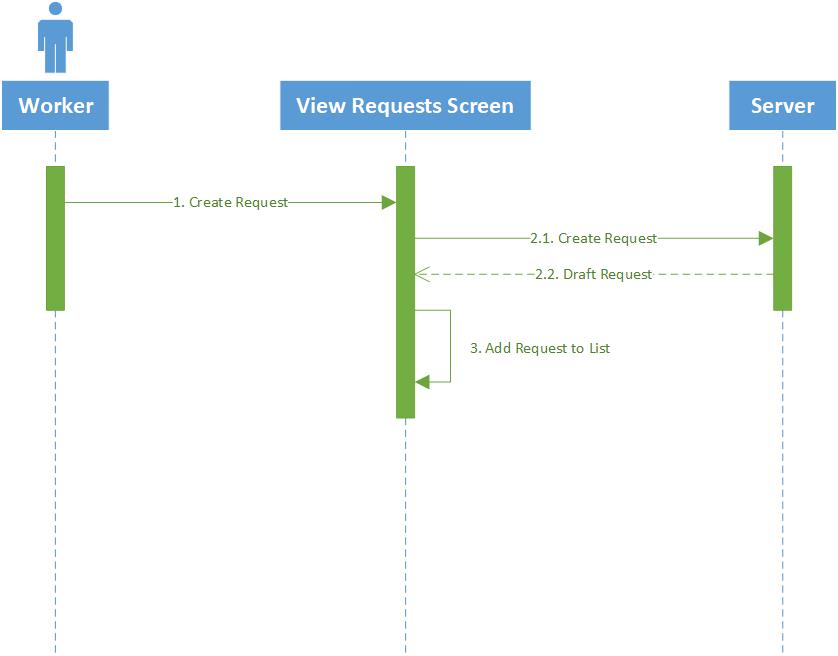 Worker
View Requests Screen
Server
1. Create Request
2.1. Create Request
2.2. Draft Request
3. Add Request to List